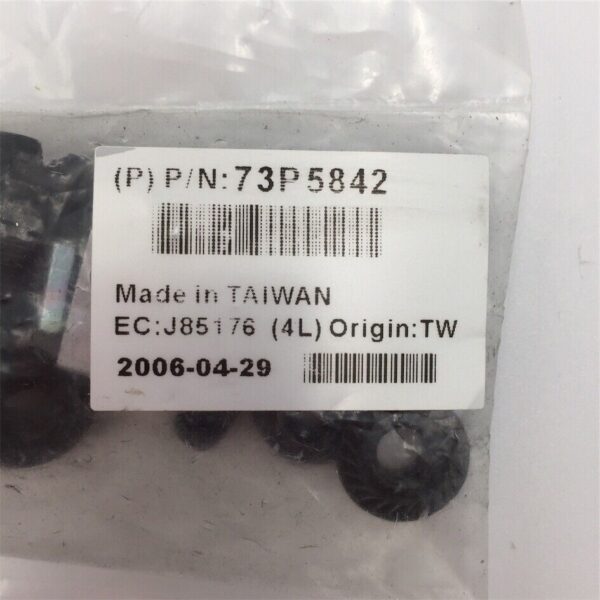 (P) P/N:73P5842
Made in TAIWAN
EC:J85176 (4L) Origin:TW
2006-04-29